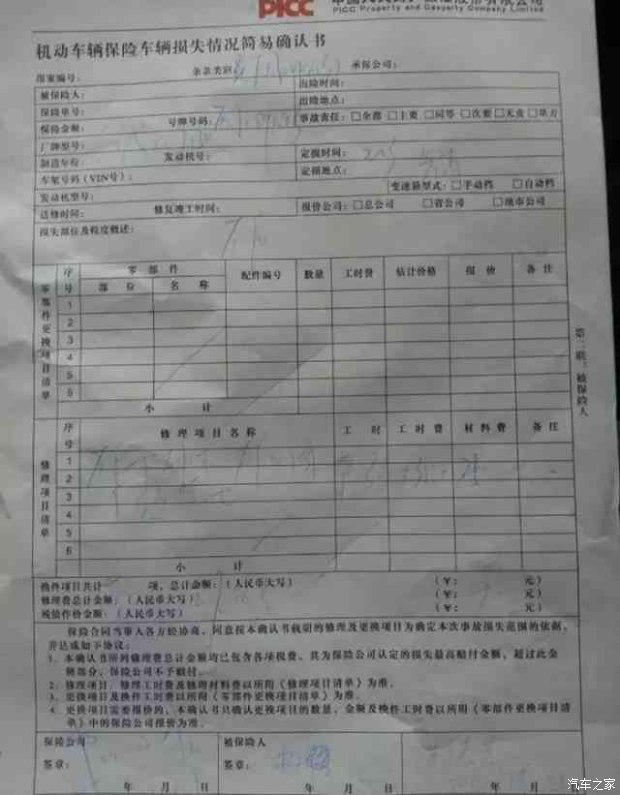 PICC
PICC Property and Casualty Company Limited
机动车辆保险车辆损失情况简易确认书
报案编号： 条款类别： 承保公司：
被保险人： 出险时间：
保险单号： 出险地点：
保险金额： 号牌号码： 事故责任：□全部 □主要 □同等 □次要 □无责 □单方
厂牌型号：
制造年份： 发动机号： 定损时间：
车架号码（VIN号）： 定损地点：
发动机型号： 变速箱型式：□手动档 □自动档
送修时间： 修复竣工时间： 报价公司：□总公司 □省公司 □地市公司
损失部位及程度概述：
零部件更换项目清单
序号 零部件 配件编号 数量 工时费 估计价格 报价 备注
部位 名称
1
2
3
4
5
6
小计
第二联：被保险人
修理项目清单
序号 修理项目名称 工时 工时费 材料费 备注
1
2
3
4
5
6
小计
换件项目共计 项，总计金额：（人民币大写） （￥： 元）
修理费总计金额：（人民币大写） （￥： 元）
残值作价金额：（人民币大写） （￥： 元）
保险合同当事人各方经协商，同意按本确认书载明的修理及更换项目为确定本次事故损失范围的依据，
并达成如下协议：
1、本确认书所列修理费总计金额均已包含各项税费，其为保险公司认定的损失最高赔付金额，超过此金
额部分，保险公司不予赔付。
2、修理项目、修理工时费及修理材料费以所附《修理项目清单》为准。
3、更换项目及换件工时费以所附《零部件更换项目清单》为准。
4、更换项目需要报价的，本确认书只确认更换项目的数量，金额及换件工时费以所附《零部件更换项目清
单》中的保险公司报价为准。
保险公司 被保险人
签章： 签章：
年 月 日 年 月 日 年 月 日
汽车之家